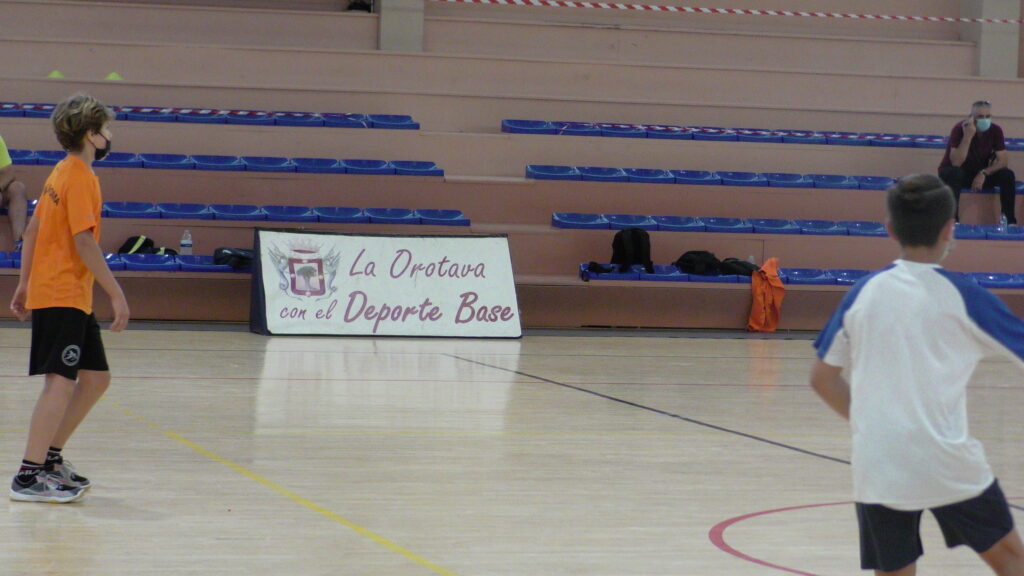 La Orotava
con el Deporte Base